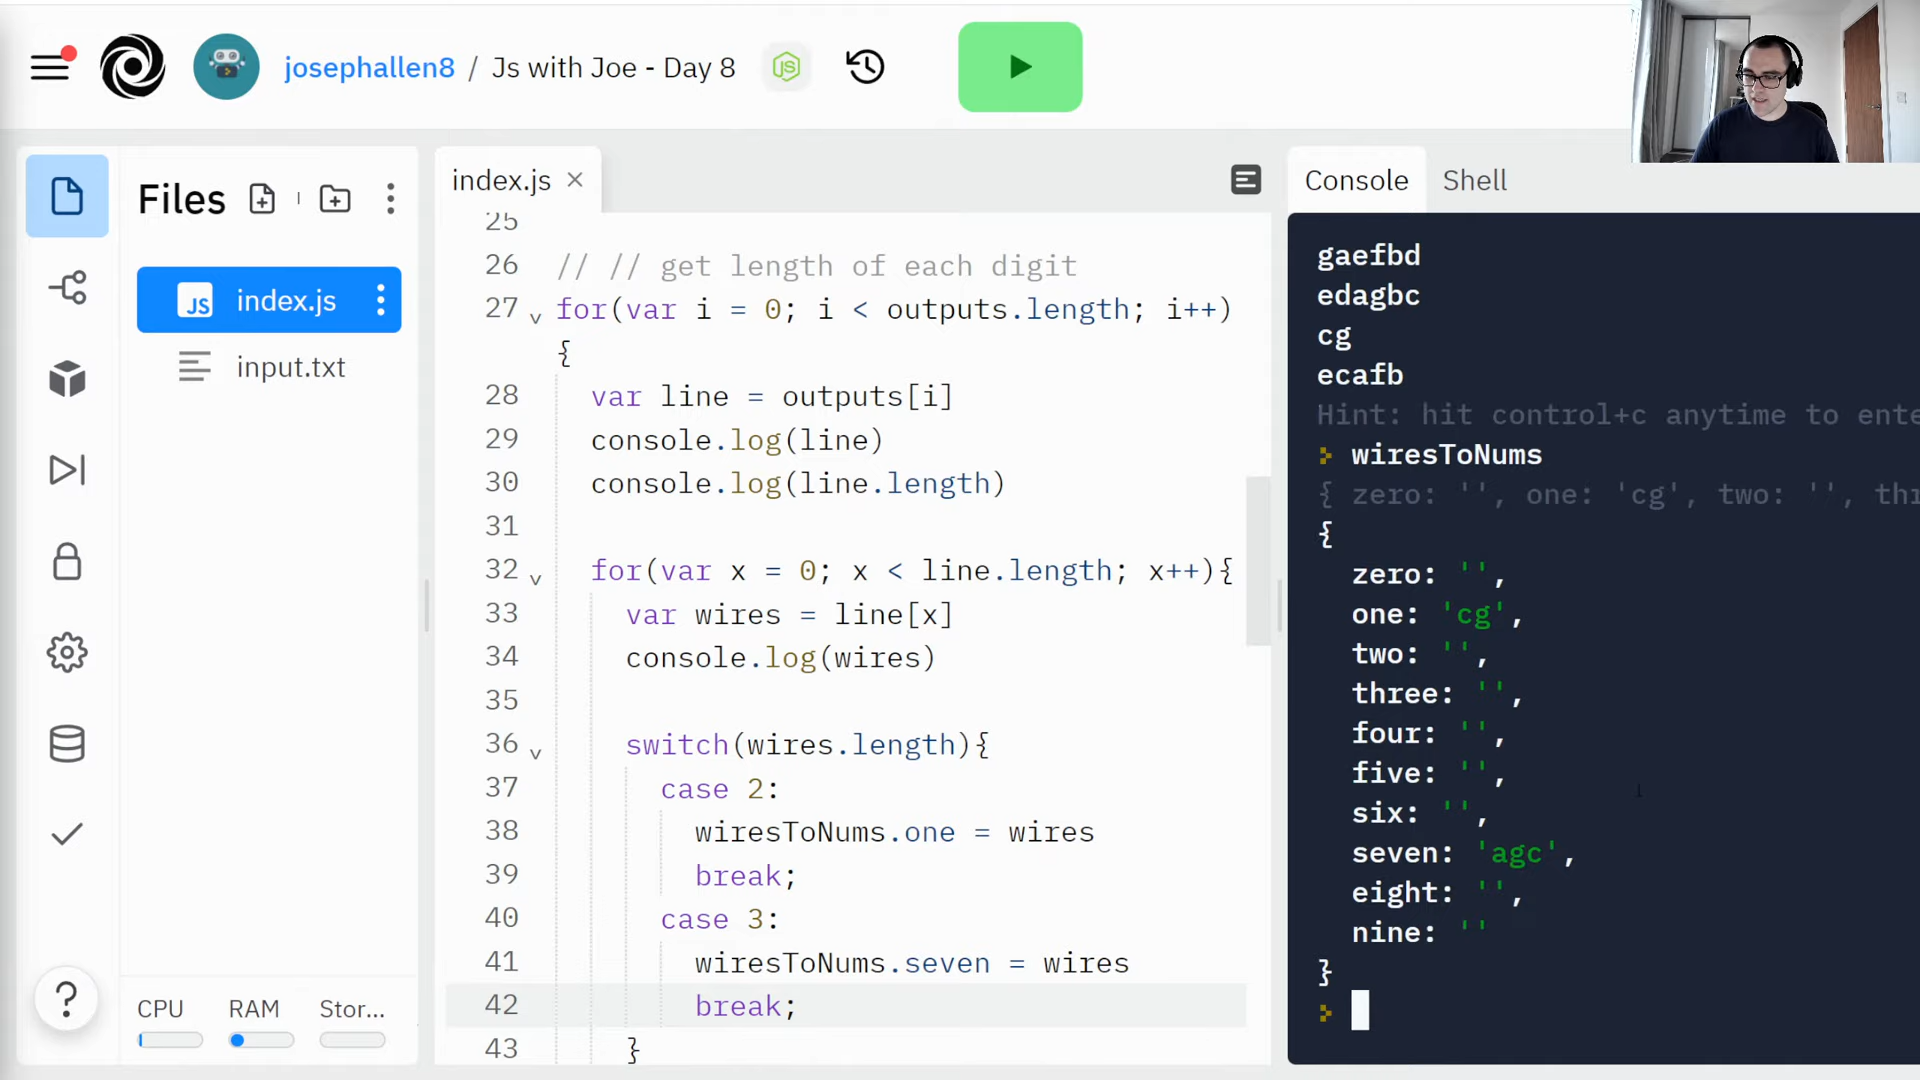 josephallen8 / Js with Joe - Day 8
JS
Files
JS index.js
input.txt
CPU
RAM
Stor...
?
index.js ×
25
26 // // get length of each digit
27 for(var i = 0; i < outputs.length; i++)
{
28 var line = outputs[i]
29 console.log(line)
30 console.log(line.length)
31
32 for(var x = 0; x < line.length; x++){
33 var wires = line[x]
34 console.log(wires)
35
36 switch(wires.length){
37 case 2:
38 wiresToNums.one = wires
39 break;
40 case 3:
41 wiresToNums.seven = wires
42 break;
43 }
Console
Shell
gaefbd
edagbc
cg
ecafb
Hint: hit control+c anytime to ente
wiresToNums
{ zero: '', one: 'cg', two: '', thr
{
zero: '',
one: 'cg',
two: '',
three: '',
four: '',
five: '',
six: '',
seven: 'agc',
eight: '',
nine: ''
}